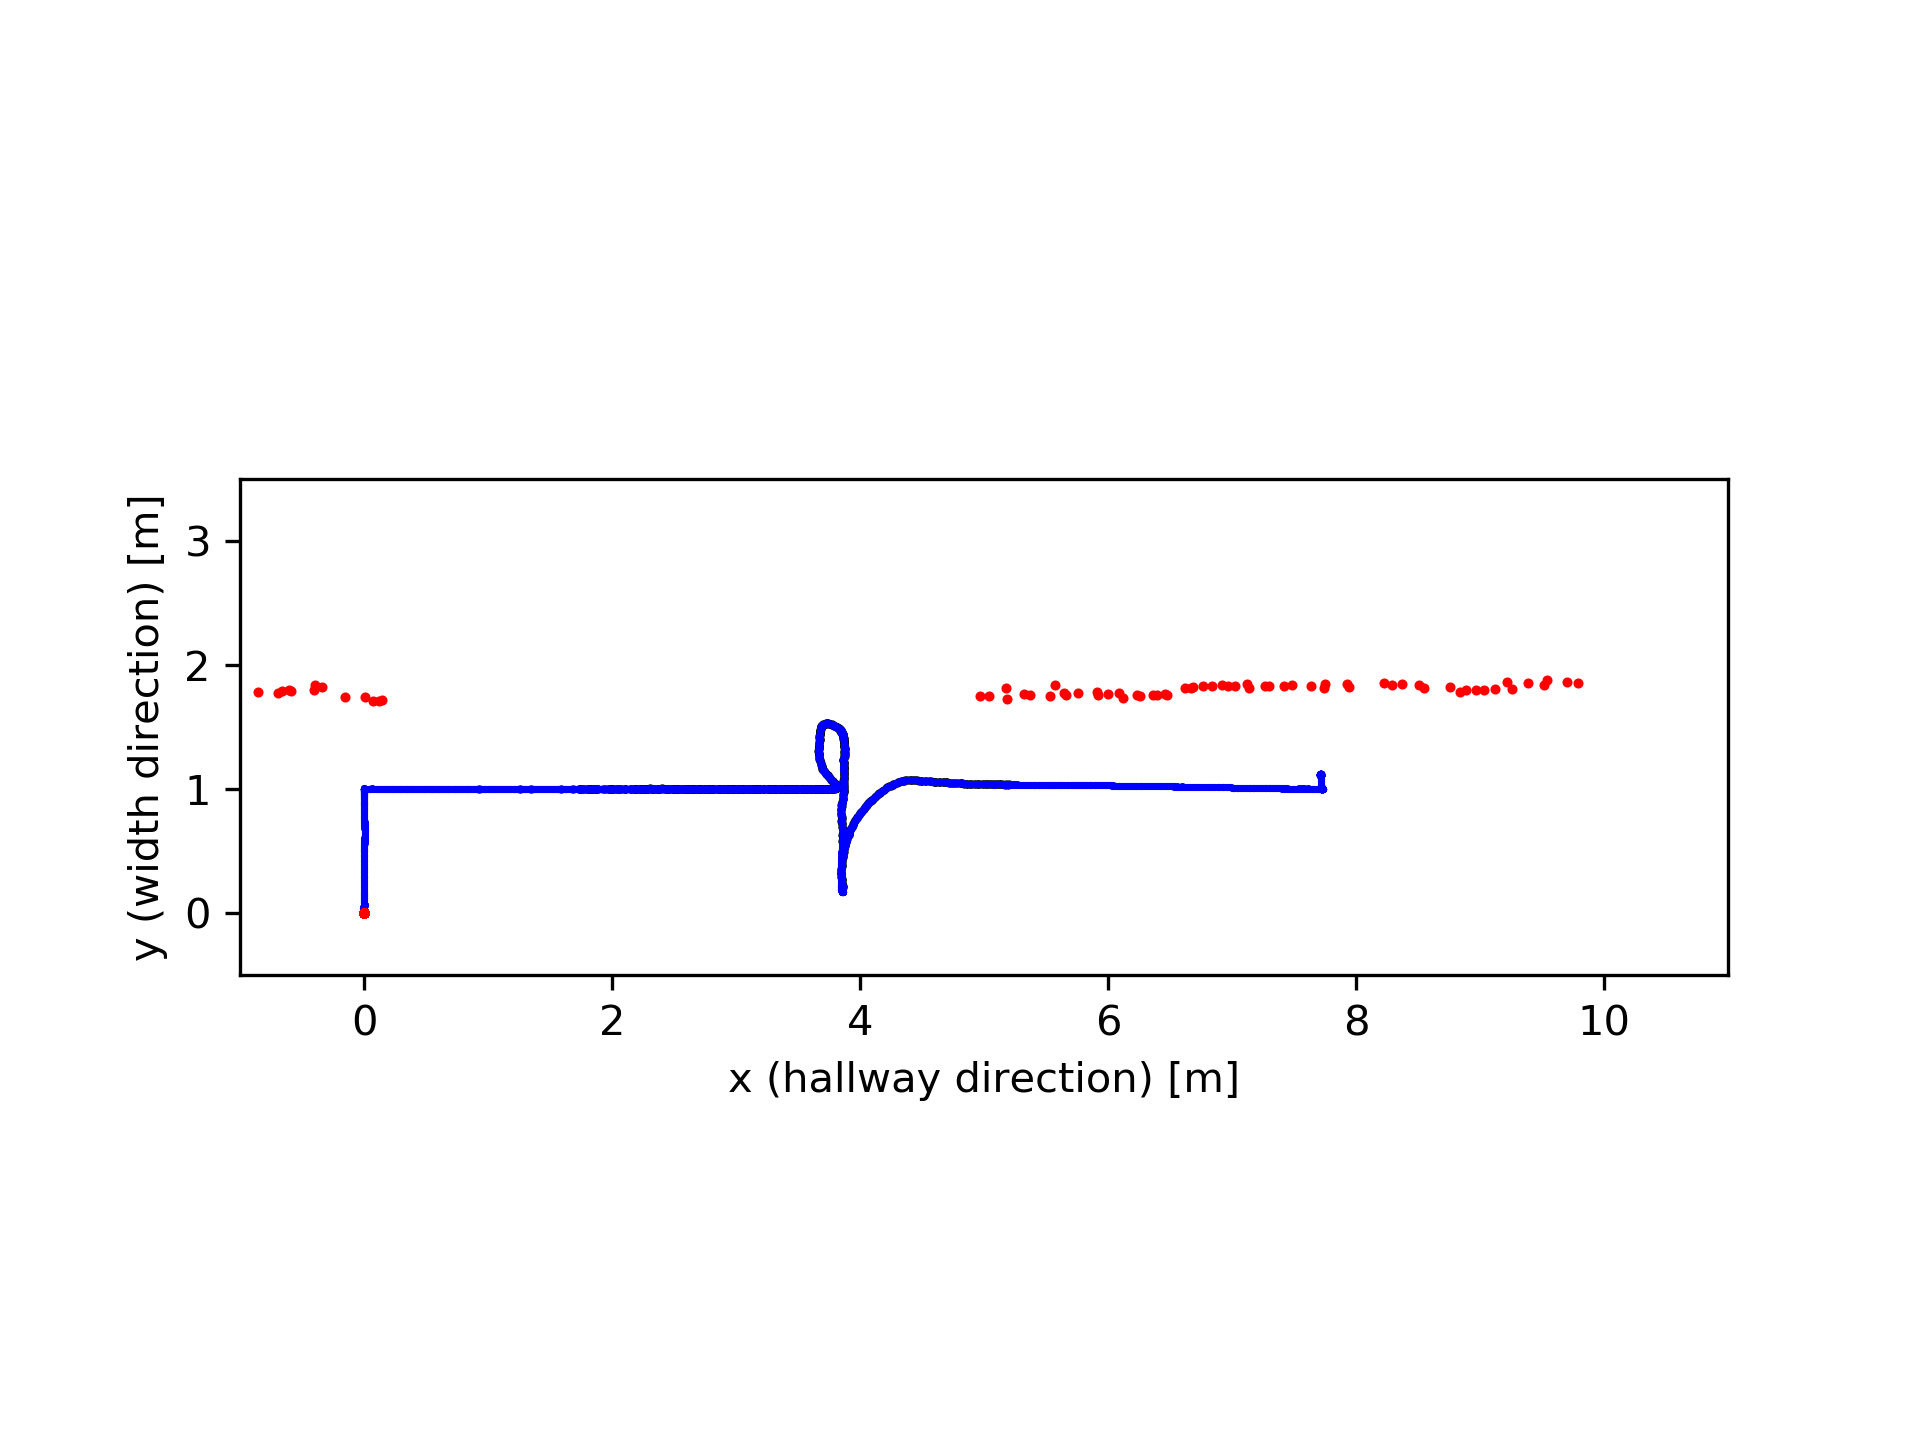 3
2
1
0
y (width direction) [m]
0 2 4 6 8 10
x (hallway direction) [m]